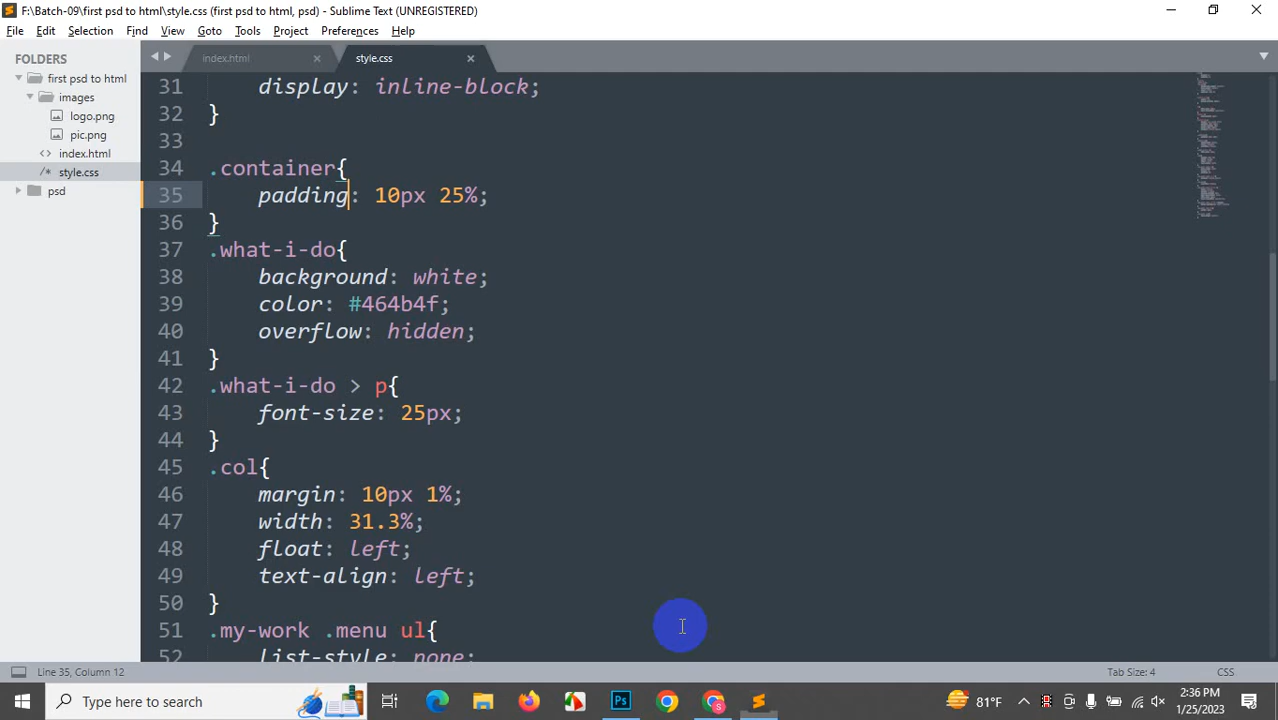 F:\Batch-09\first psd to html\style.css (first psd to html, psd) - Sublime Text (UNREGISTERED)
File Edit Selection Find View Goto Tools Project Preferences Help
FOLDERS
first psd to html
images
logo.png
pic.png
index.html
style.css
psd
index.html
style.css
31 display: inline-block;
32 }
33
34 .container{
35 padding: 10px 25%;
36 }
37 .what-i-do{
38 background: white;
39 color: #464b4f;
40 overflow: hidden;
41 }
42 .what-i-do > p{
43 font-size: 25px;
44 }
45 .col{
46 margin: 10px 1%;
47 width: 31.3%;
48 float: left;
49 text-align: left;
50 }
51 .my-work .menu ul{
52 list-style: none;
Line 35, Column 12
Tab Size: 4
CSS
Type here to search
Ps
S
81°F
2:36 PM
1/25/2023